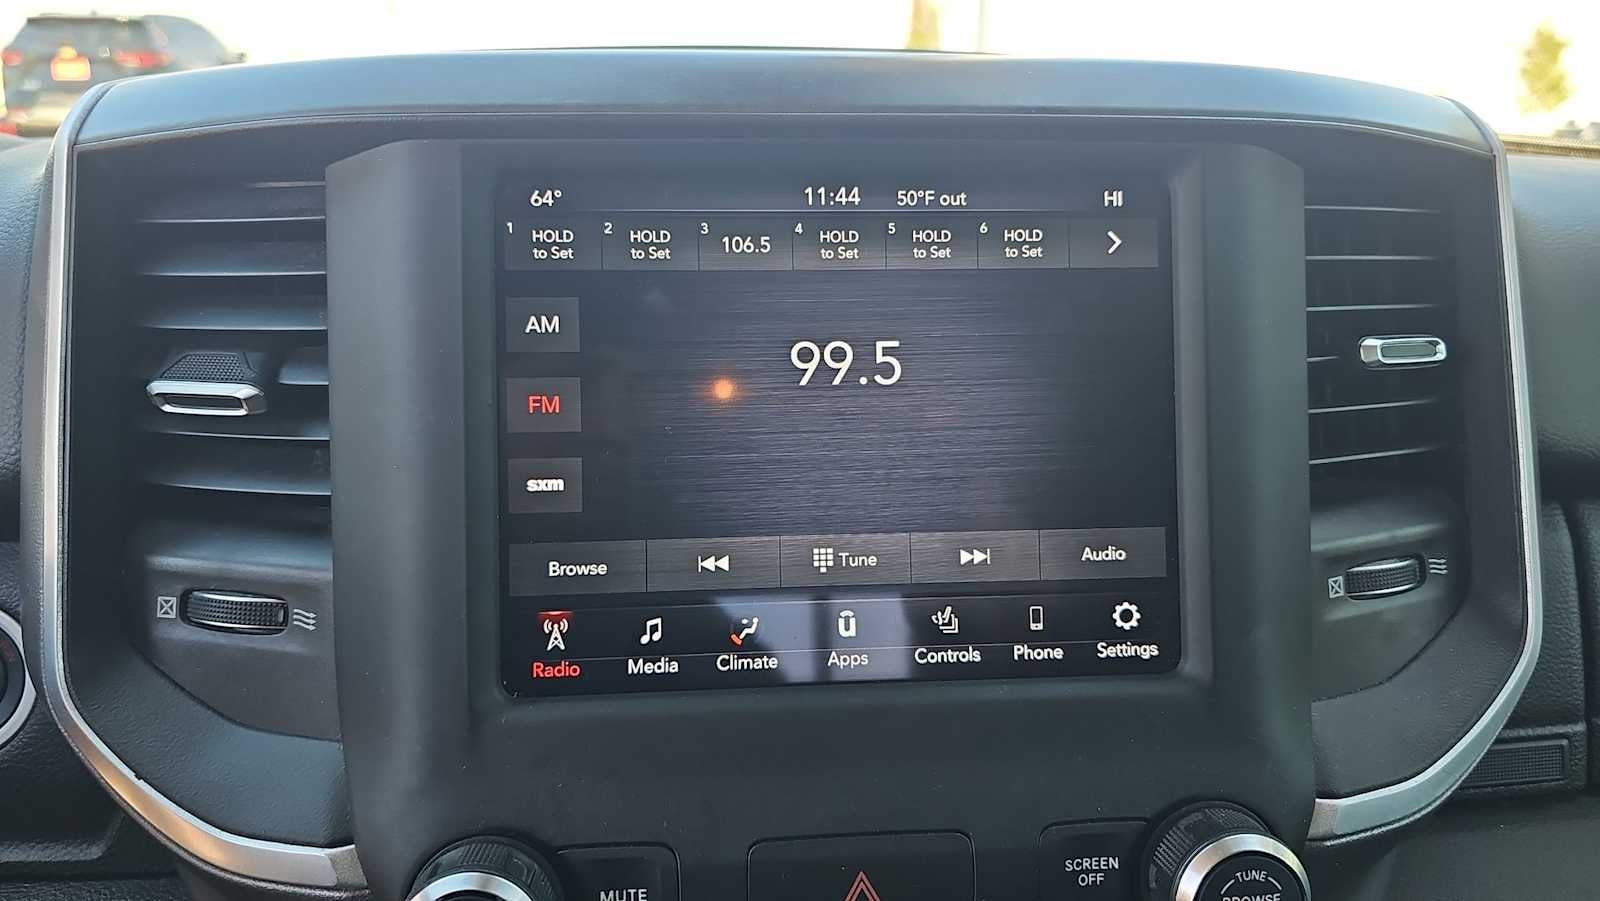 64° 11:44 50°F out HI
1 HOLD to Set 2 HOLD to Set 3 106.5 4 HOLD to Set 5 HOLD to Set 6 HOLD to Set
AM
99.5
FM
sxm
Browse Tune Audio
Radio Media Climate Apps Controls Phone Settings
MUTE
SCREEN
OFF
TUNE
BROWSE